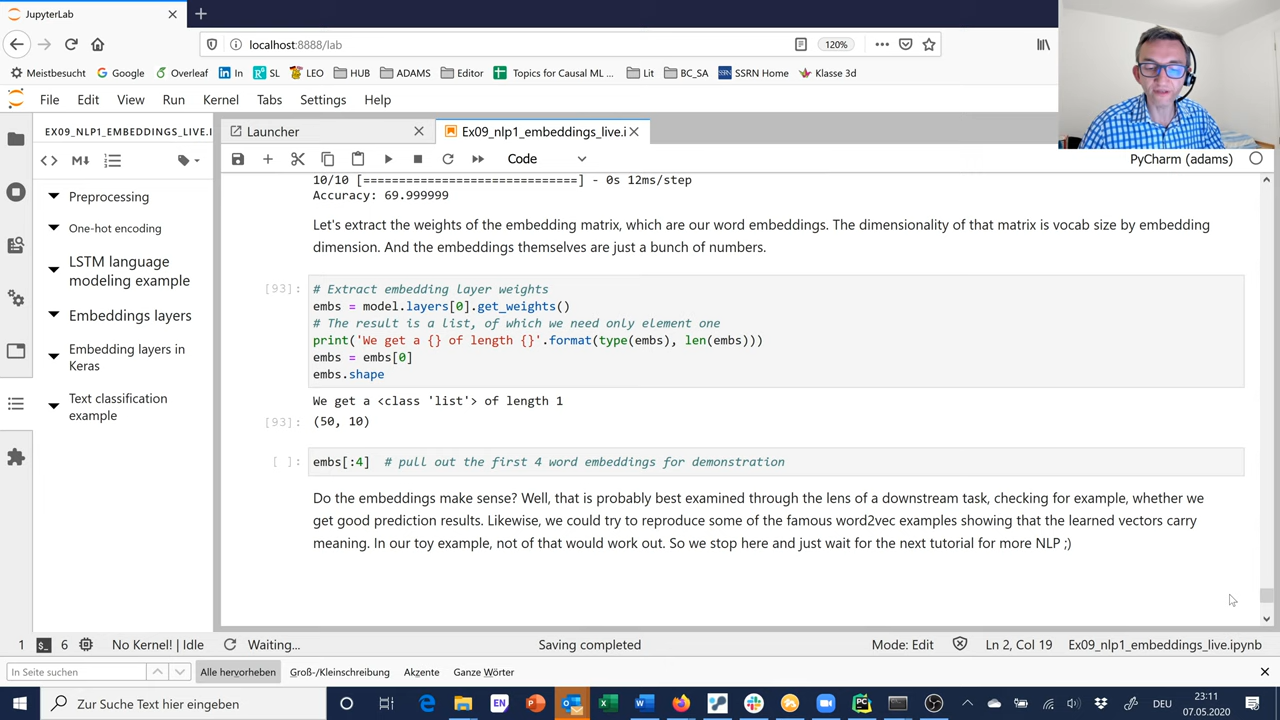 JupyterLab
localhost:8888/lab
120%
Meistbesucht
Google
Overleaf
In
SL
LEO
HUB
ADAMS
Editor
Topics for Causal ML ...
Lit
BC_SA
SSRN Home
Klasse 3d
File Edit View Run Kernel Tabs Settings Help
EX09_NLP1_EMBEDDINGS_LIVE.I
Launcher
Ex09_nlp1_embeddings_live.i
Code
PyCharm (adams)
Preprocessing
One-hot encoding
LSTM language
modeling example
Embeddings layers
Embedding layers in
Keras
Text classification
example
10/10 [==============================] - 0s 12ms/step
Accuracy: 69.999999
Let's extract the weights of the embedding matrix, which are our word embeddings. The dimensionality of that matrix is vocab size by embedding
dimension. And the embeddings themselves are just a bunch of numbers.
[93]:
# Extract embedding layer weights
embs = model.layers[0].get_weights()
# The result is a list, of which we need only element one
print('We get a {} of length {}'.format(type(embs), len(embs)))
embs = embs[0]
embs.shape
We get a <class 'list'> of length 1
[93]: (50, 10)
[ ]: embs[:4] # pull out the first 4 word embeddings for demonstration
Do the embeddings make sense? Well, that is probably best examined through the lens of a downstream task, checking for example, whether we
get good prediction results. Likewise, we could try to reproduce some of the famous word2vec examples showing that the learned vectors carry
meaning. In our toy example, not of that would work out. So we stop here and just wait for the next tutorial for more NLP ;)
1 6 No Kernel! | Idle Waiting... Saving completed Mode: Edit Ln 2, Col 19 Ex09_nlp1_embeddings_live.ipynb
In Seite suchen
Alle hervorheben
Groß-/Kleinschreibung
Akzente
Ganze Wörter
Zur Suche Text hier eingeben
EN
DEU
23:11
07.05.2020